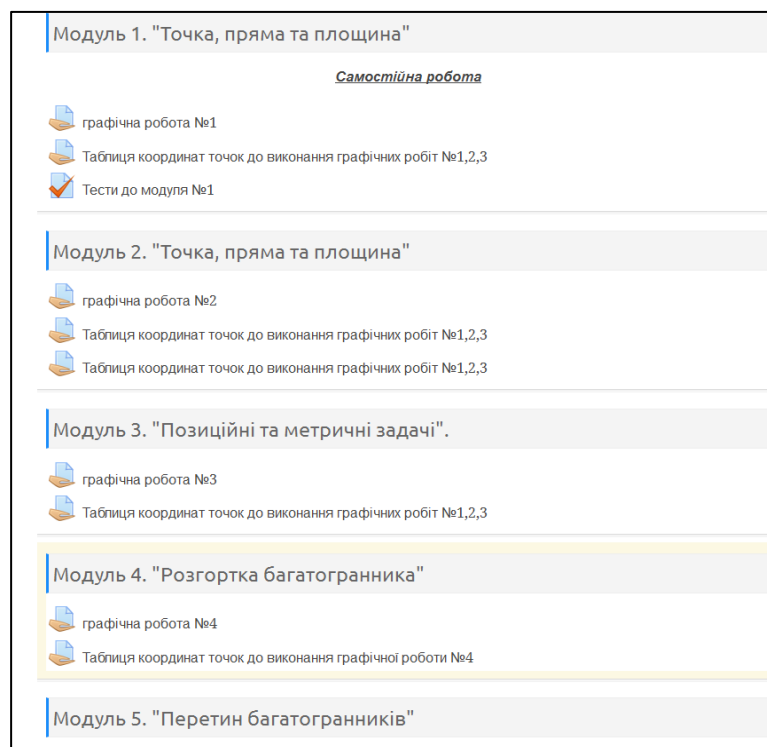 Модуль 1. "Точка, пряма та площина"
Самостійна робота
графічна робота №1
Таблиця координат точок до виконання графічних робіт №1,2,3
Тести до модуля №1
Модуль 2. "Точка, пряма та площина"
графічна робота №2
Таблиця координат точок до виконання графічних робіт №1,2,3
Таблиця координат точок до виконання графічних робіт №1,2,3
Модуль 3. "Позиційні та метричні задачі".
графічна робота №3
Таблиця координат точок до виконання графічних робіт №1,2,3
Модуль 4. "Розгортка багатогранника"
графічна робота №4
Таблиця координат точок до виконання графічної роботи №4
Модуль 5. "Перетин багатогранників"